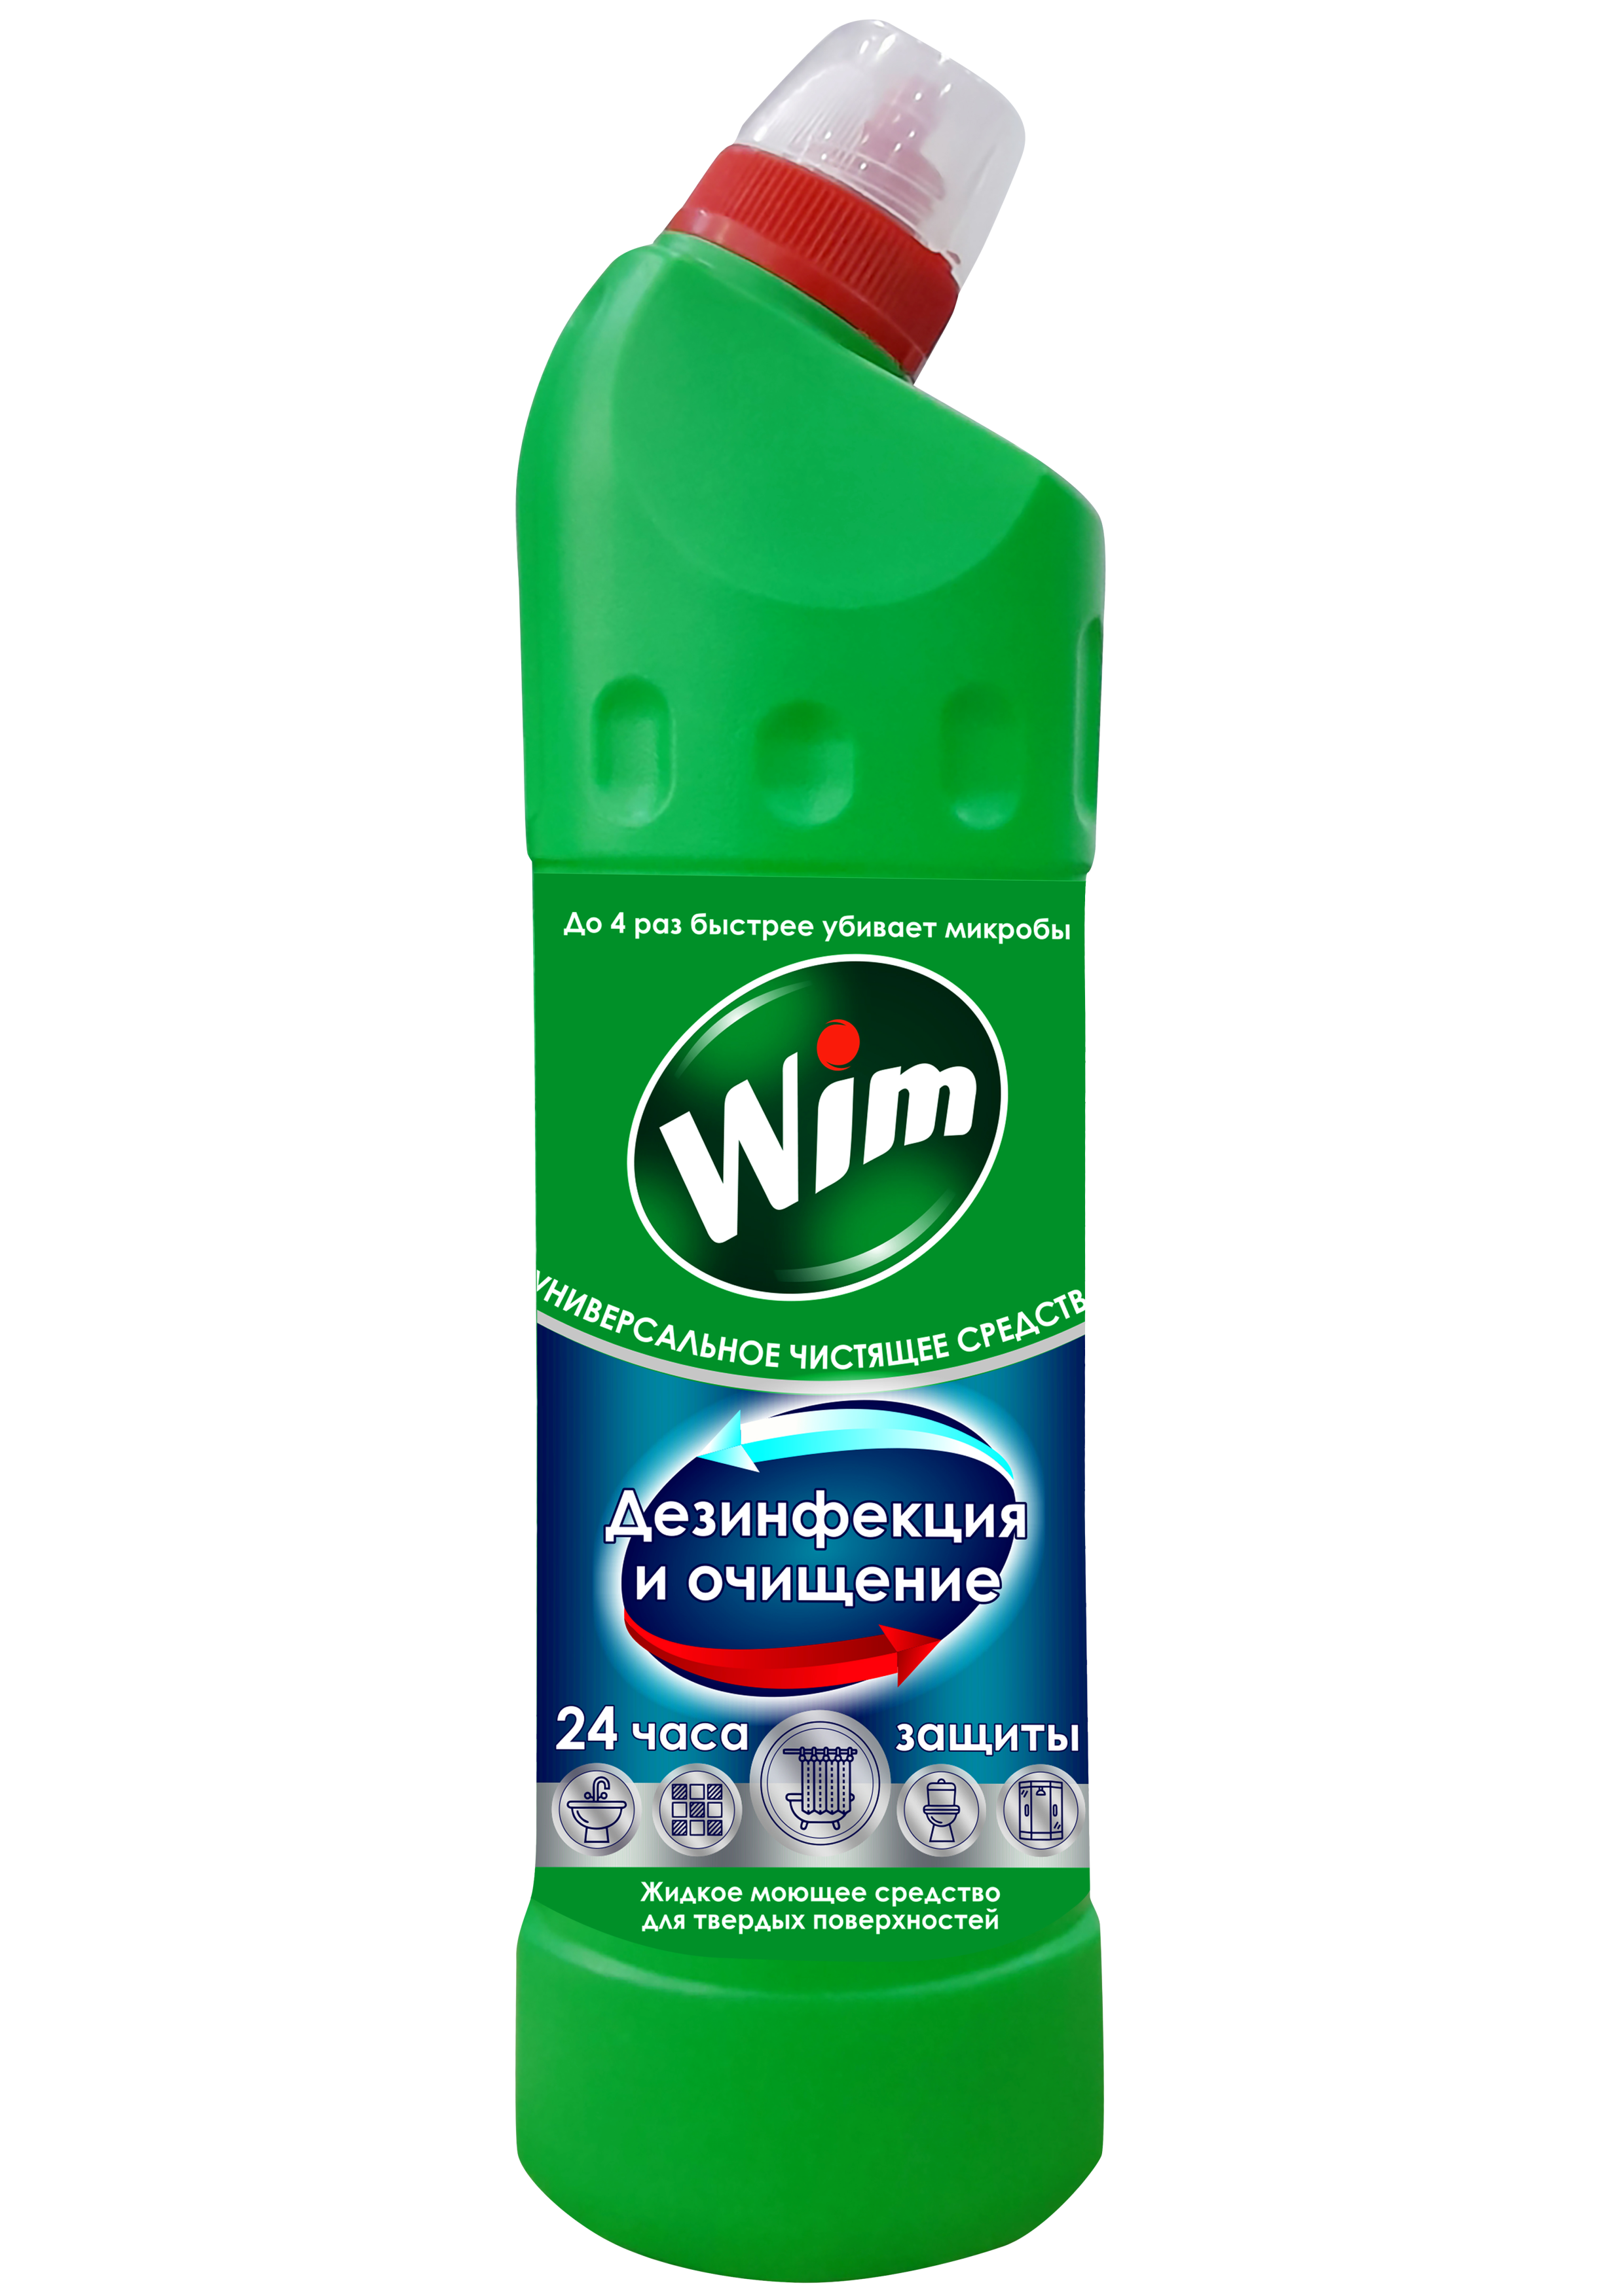 До 4 раз быстрее убивает микробы
Wim
УНИВЕРСАЛЬНОЕ ЧИСТЯЩЕЕ СРЕДСТВ
Дезинфекция
и очищение
24 часа защиты
Жидкое моющее средство
для твердых поверхностей